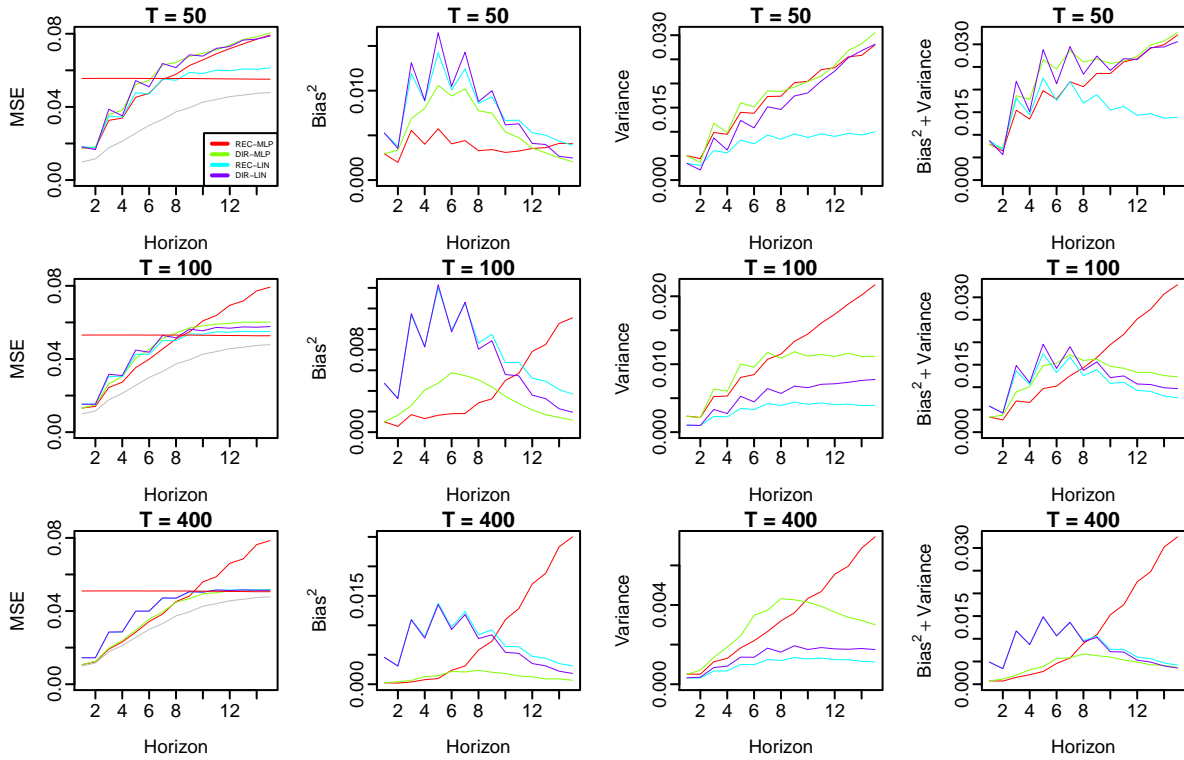 T = 50
MSE
0.00 0.04 0.08
2 4 6 8 12
Horizon
REC−MLP
DIR−MLP
REC−LIN
DIR−LIN
T = 50
Bias²
0.000 0.010
2 4 6 8 12
Horizon
T = 50
Variance
0.000 0.015 0.030
2 4 6 8 12
Horizon
T = 50
Bias² + Variance
0.000 0.015 0.030
2 4 6 8 12
Horizon
T = 100
MSE
0.00 0.04 0.08
2 4 6 8 12
Horizon
T = 100
Bias²
0.000 0.008
2 4 6 8 12
Horizon
T = 100
Variance
0.000 0.010 0.020
2 4 6 8 12
Horizon
T = 100
Bias² + Variance
0.000 0.015 0.030
2 4 6 8 12
Horizon
T = 400
MSE
0.00 0.04 0.08
2 4 6 8 12
Horizon
T = 400
Bias²
0.000 0.015
2 4 6 8 12
Horizon
T = 400
Variance
0.000 0.004
2 4 6 8 12
Horizon
T = 400
Bias² + Variance
0.000 0.015 0.030
2 4 6 8 12
Horizon